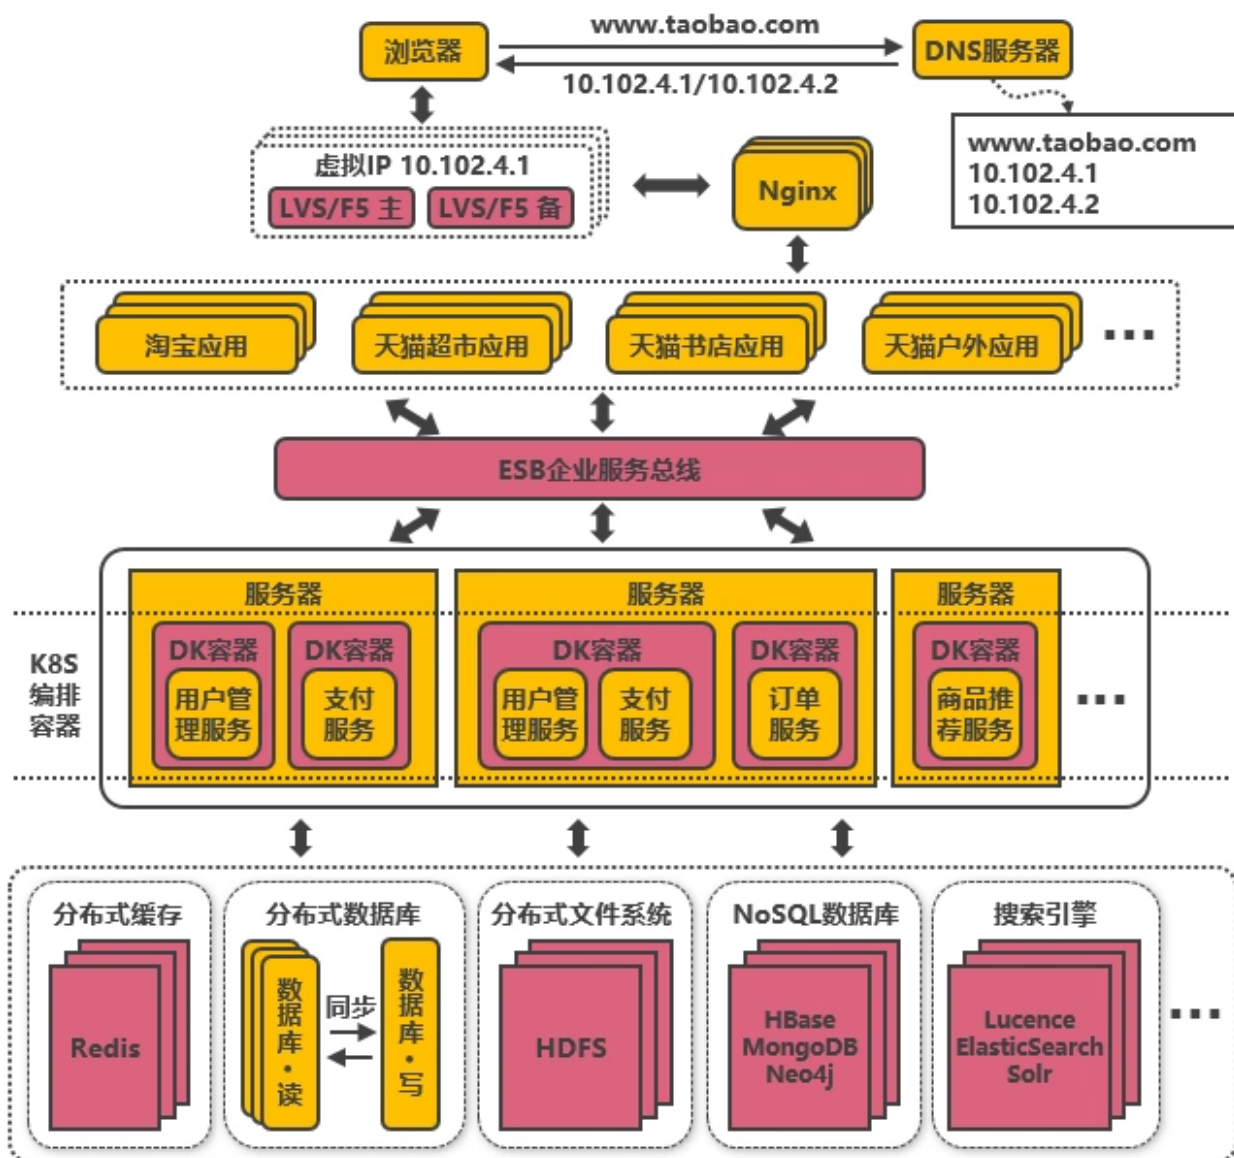 www.taobao.com
浏览器
DNS服务器
10.102.4.1/10.102.4.2
www.taobao.com
10.102.4.1
10.102.4.2
虚拟IP 10.102.4.1
LVS/F5 主
LVS/F5 备
Nginx
淘宝应用
天猫超市应用
天猫书店应用
天猫户外应用
ESB企业服务总线
K8S
编排
容器
服务器
DK容器
用户管
理服务
DK容器
支付
服务
服务器
DK容器
用户管
理服务
支付
服务
DK容器
订单
服务
服务器
DK容器
商品推
荐服务
分布式缓存
Redis
分布式数据库
数据库·读
同步
数据库·写
分布式文件系统
HDFS
NoSQL数据库
HBase
MongoDB
Neo4j
搜索引擎
Lucence
ElasticSearch
Solr